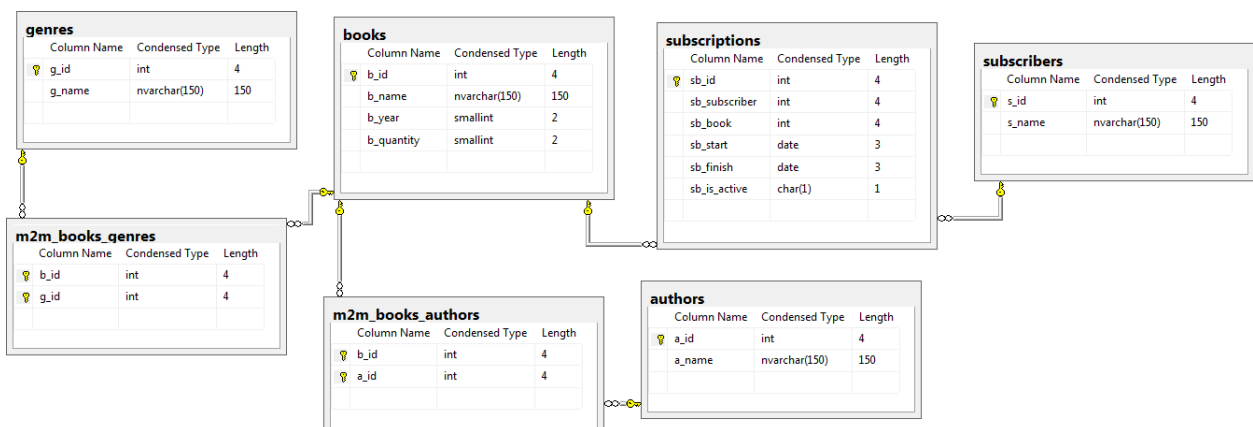 genres
Column Name Condensed Type Length
g_id int 4
g_name nvarchar(150) 150
books
Column Name Condensed Type Length
b_id int 4
b_name nvarchar(150) 150
b_year smallint 2
b_quantity smallint 2
subscriptions
Column Name Condensed Type Length
sb_id int 4
sb_subscriber int 4
sb_book int 4
sb_start date 3
sb_finish date 3
sb_is_active char(1) 1
subscribers
Column Name Condensed Type Length
s_id int 4
s_name nvarchar(150) 150
m2m_books_genres
Column Name Condensed Type Length
b_id int 4
g_id int 4
m2m_books_authors
Column Name Condensed Type Length
b_id int 4
a_id int 4
authors
Column Name Condensed Type Length
a_id int 4
a_name nvarchar(150) 150